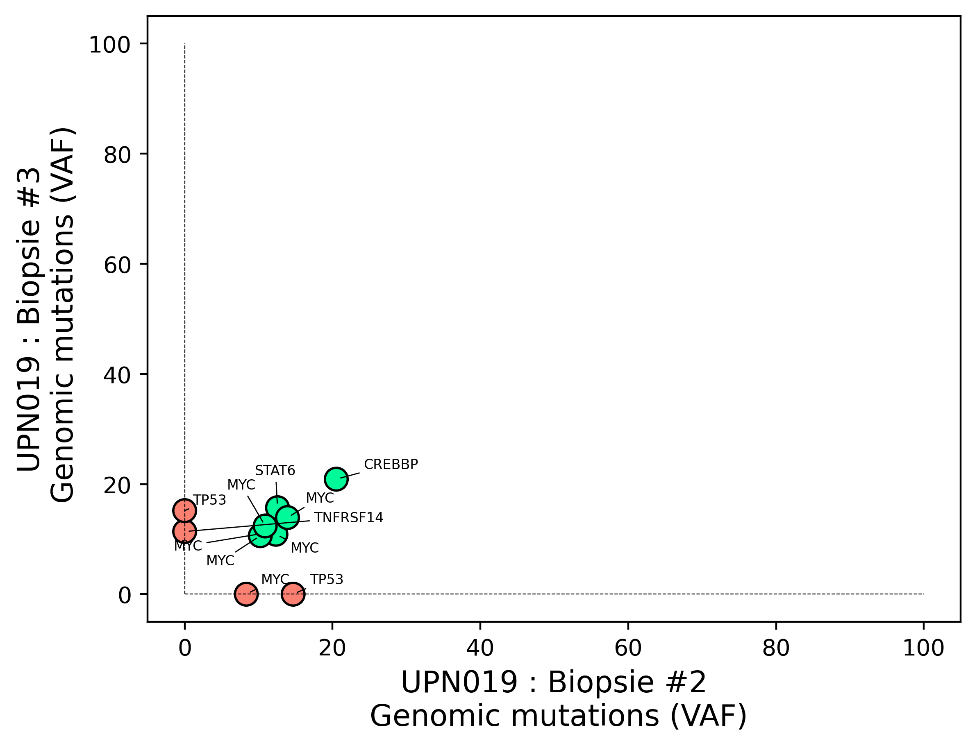 100
80
60
40
20
0
UPN019 : Biopsie #3
Genomic mutations (VAF)
CREBBP
STAT6
MYC
MYC
TP53
TNFRSF14
MYC
MYC
MYC
MYC
TP53
0
20
40
60
80
100
UPN019 : Biopsie #2
Genomic mutations (VAF)